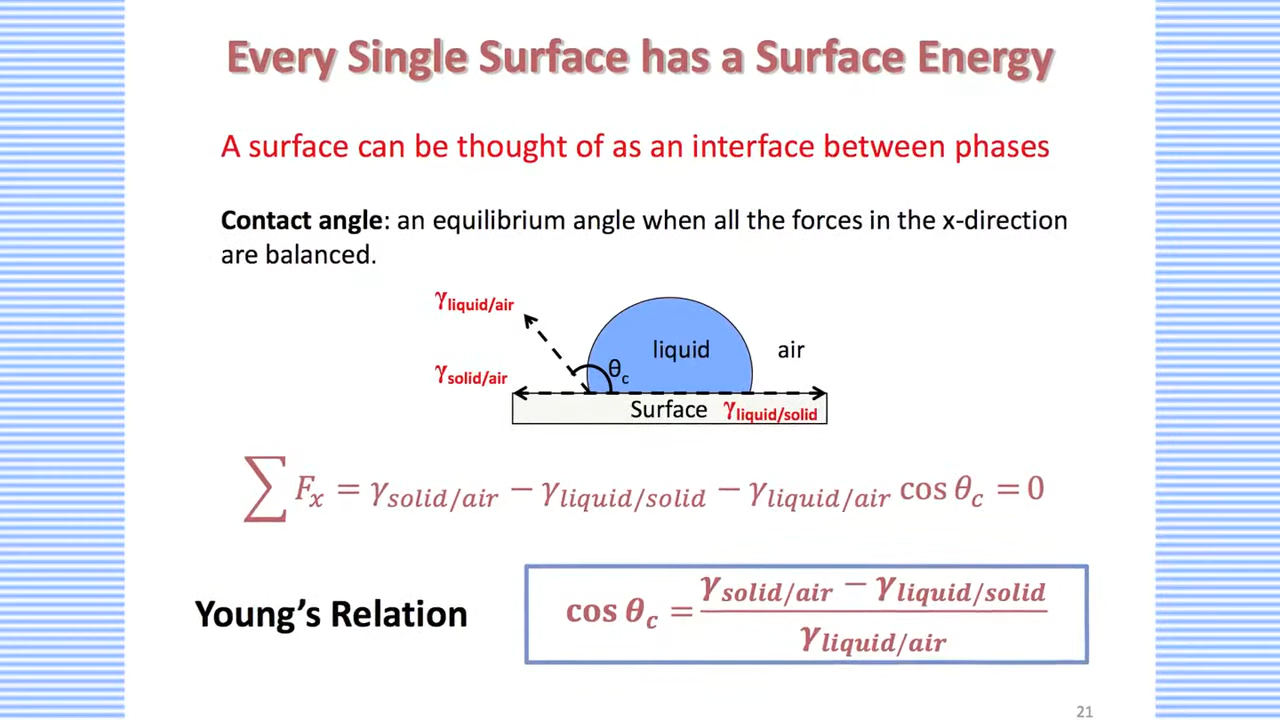 Every Single Surface has a Surface Energy
A surface can be thought of as an interface between phases
Contact angle: an equilibrium angle when all the forces in the x-direction
are balanced.
γliquid/air
liquid
air
θc
γsolid/air
Surface
γliquid/solid
∑ Fx = γsolid/air − γliquid/solid − γliquid/air cos θc = 0
Young's Relation
cos θc = (γsolid/air − γliquid/solid) / γliquid/air
21